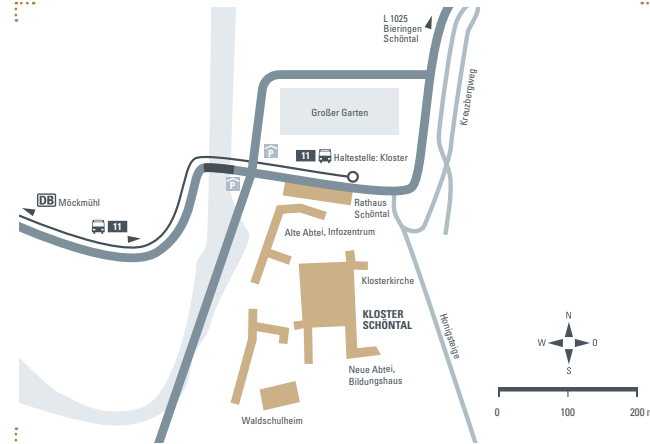 L 1025
Bieringen
Schöntal
Kreuzbergweg
Großer Garten
P
11
Haltestelle: Kloster
P
DB Möckmühl
Rathaus
Schöntal
11
Alte Abtei, Infozentrum
Klosterkirche
KLOSTER
SCHÖNTAL
Honigsteige
N
W
O
S
Neue Abtei,
Bildungshaus
0
100
200 m
Waldschulheim